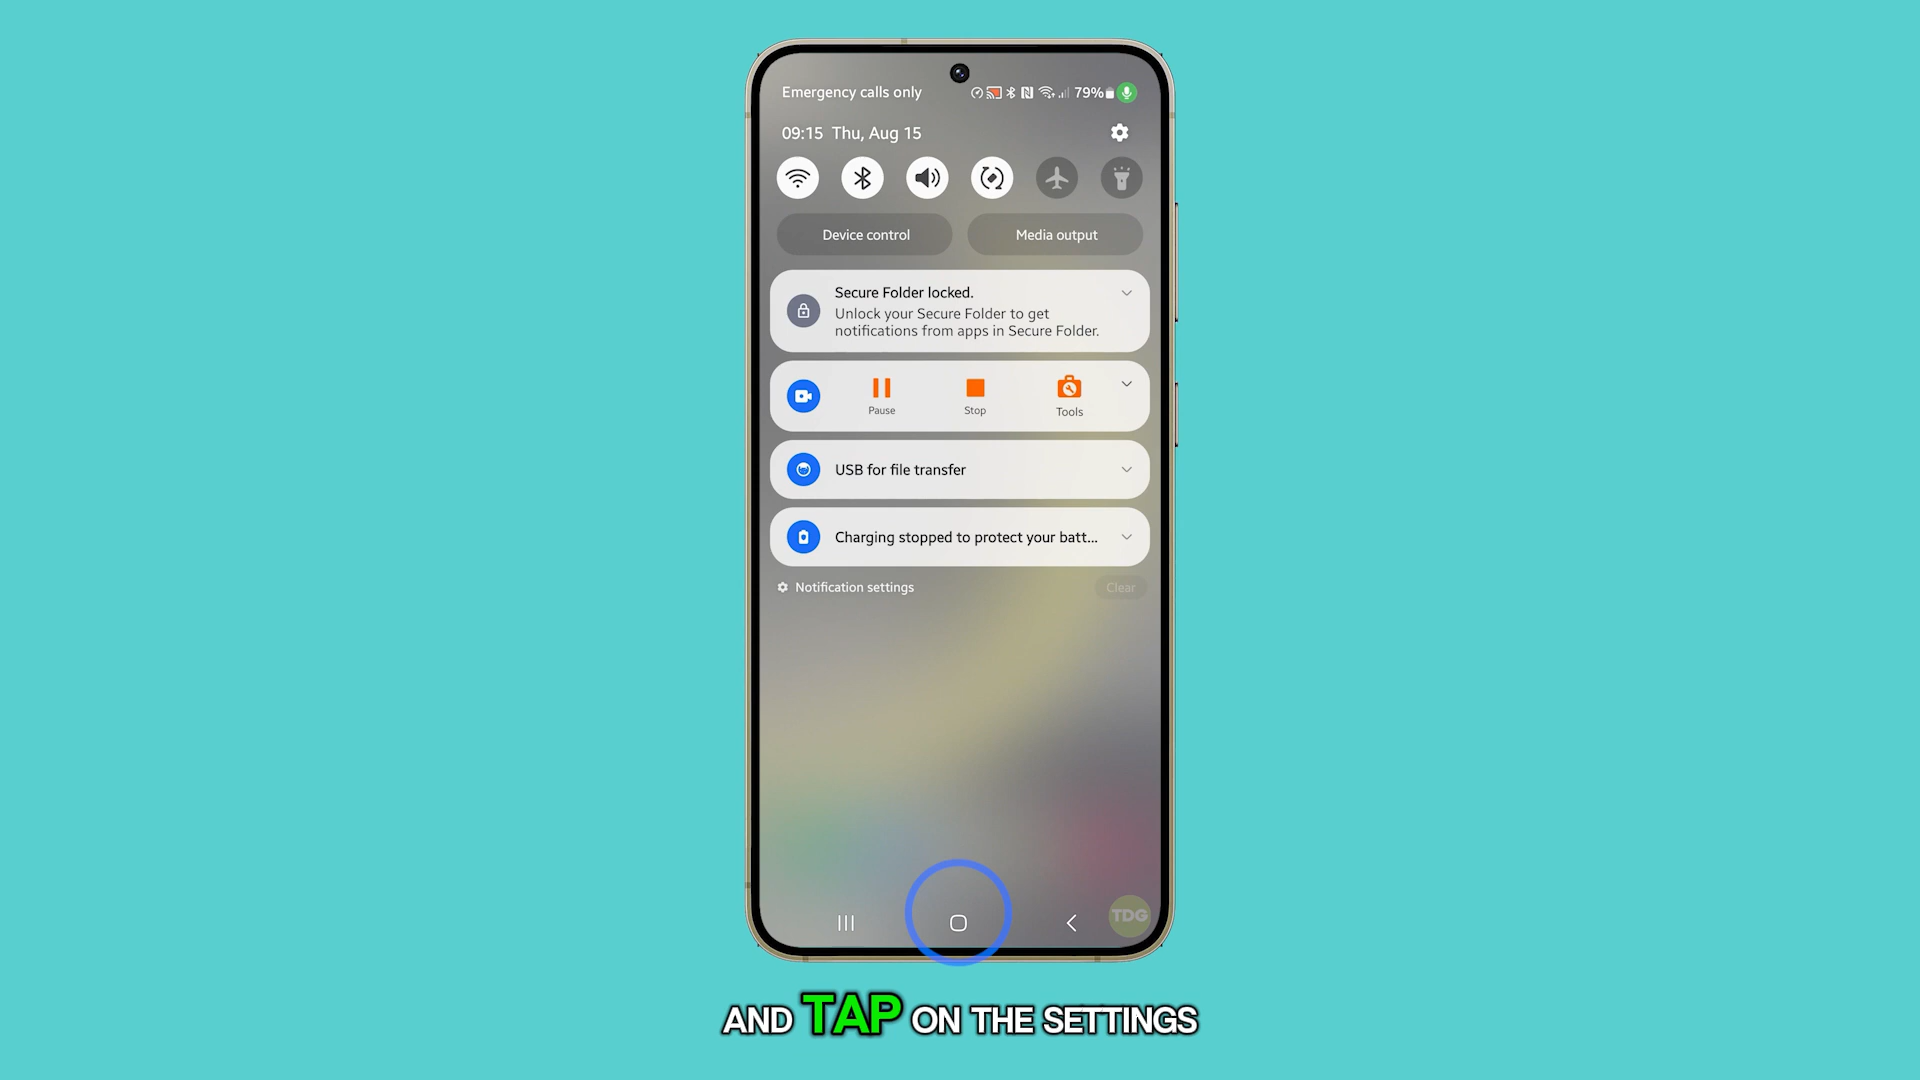 Emergency calls only
79%
09:15 Thu, Aug 15
Device control
Media output
Secure Folder locked.
Unlock your Secure Folder to get
notifications from apps in Secure Folder.
Pause
Stop
Tools
USB for file transfer
Charging stopped to protect your batt...
Notification settings
Clear
TDG
AND TAP ON THE SETTINGS